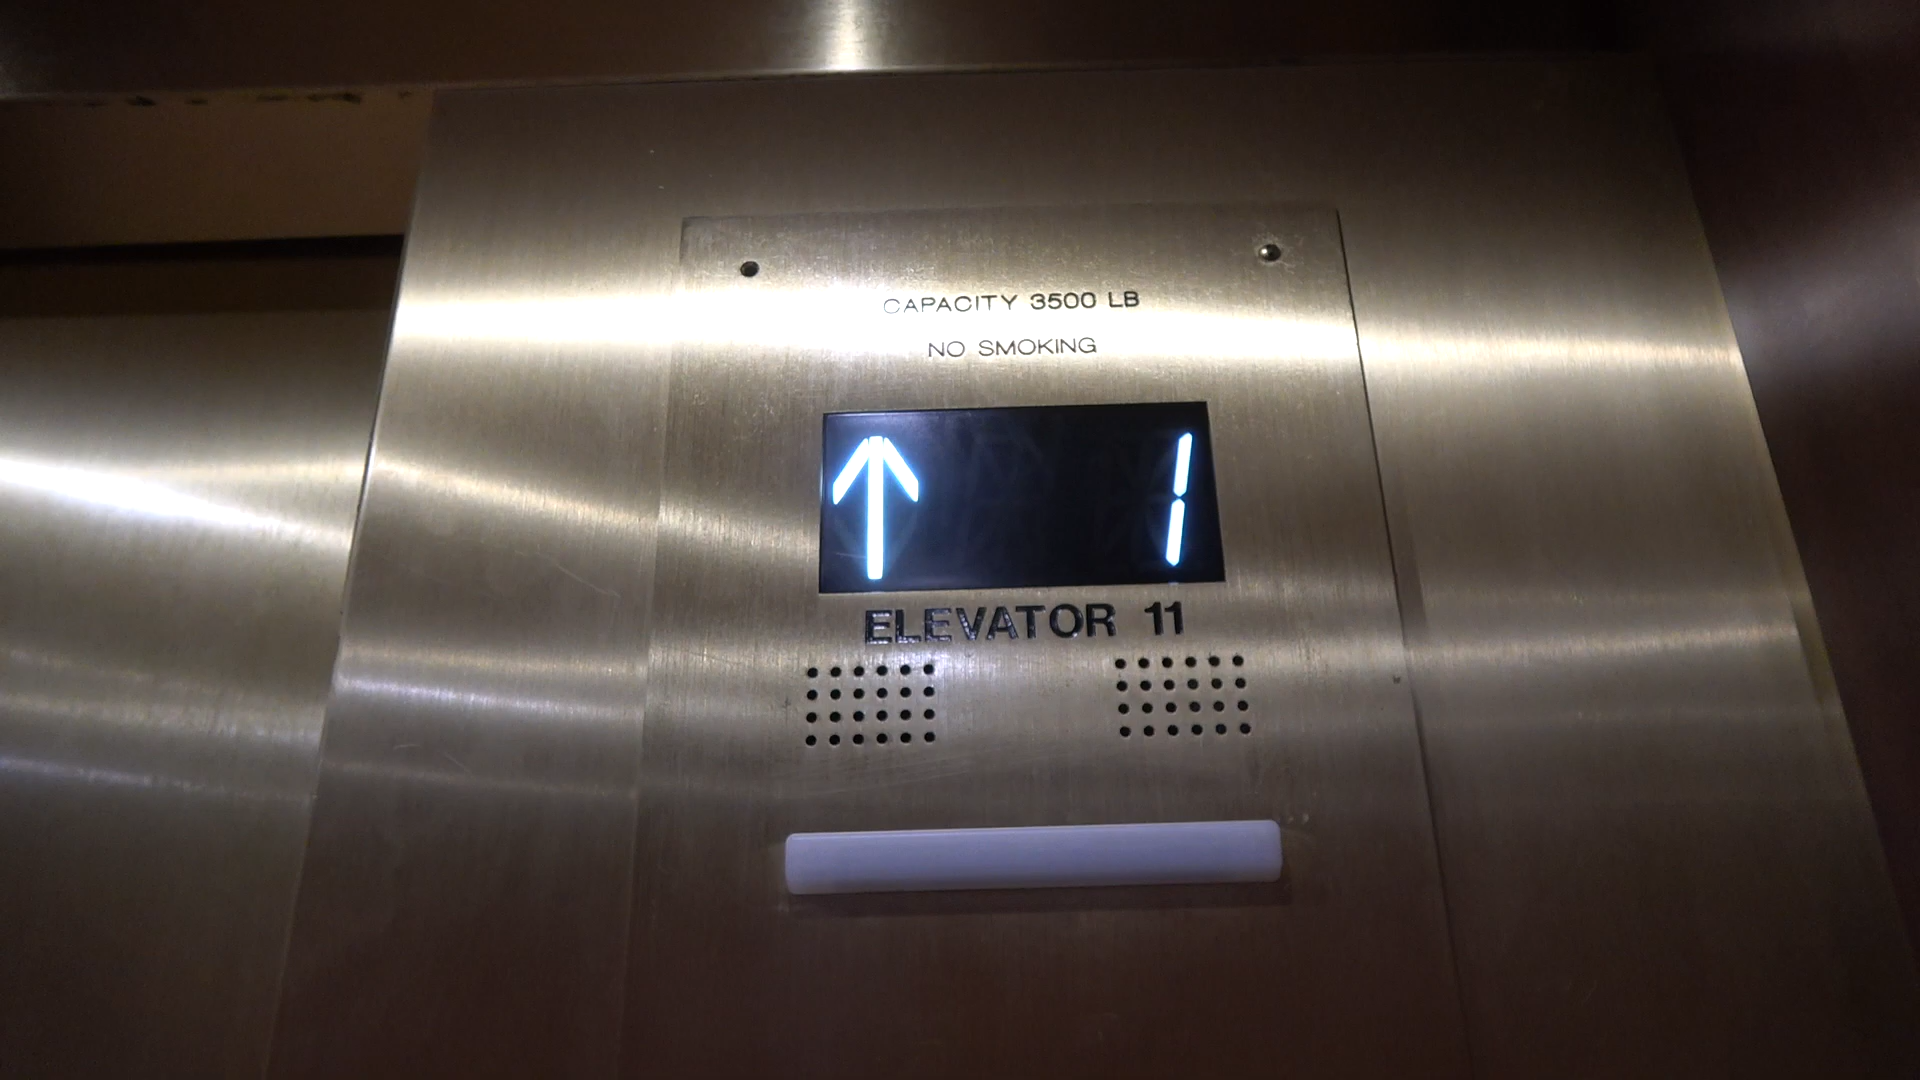 CAPACITY 3500 LB
NO SMOKING
↑ 1
ELEVATOR 11